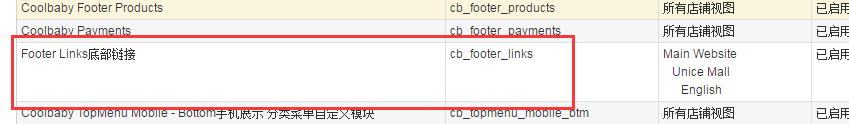 Coolbaby Footer Products cb_footer_products 所有店铺视图 已启用
Coolbaby Payments cb_footer_payments 所有店铺视图 已启用
Footer Links底部链接 cb_footer_links Main Website 已启用
Unice Mall
English
Coolbaby TopMenu Mobile - Bottom手机展示 分类菜单自定义模块 cb_topmenu_mobile_btm 所有店铺视图 已启用